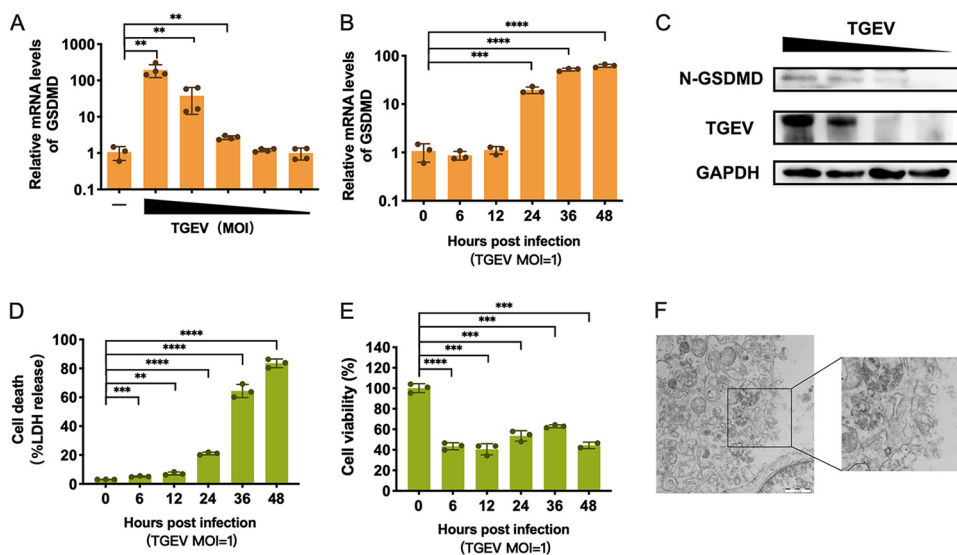 A
Relative mRNA levels
of GSDMD
1000
100
10
1
0.1
**
**
**
—
TGEV (MOI)
B
Relative mRNA levels
of GSDMD
100
10
1
0.1
****
****
***
0 6 12 24 36 48
Hours post infection
(TGEV MOI=1)
C
TGEV
N-GSDMD
TGEV
GAPDH
D
Cell death
(%LDH release)
100
80
60
40
20
0
****
****
****
**
***
0 6 12 24 36 48
Hours post infection
(TGEV MOI=1)
E
Cell viability (%)
140
120
100
80
60
40
20
0
***
***
***
***
****
0 6 12 24 36 48
Hours post infection
(TGEV MOI=1)
F